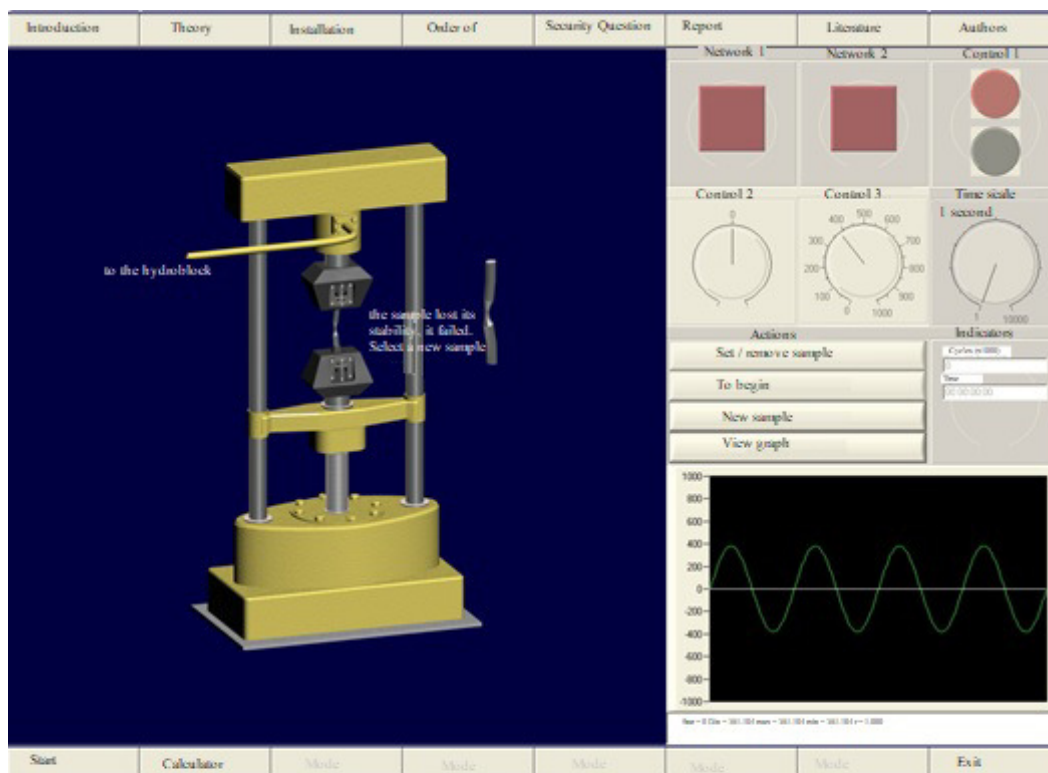 Introduction
Theory
Installation
Order of
Security Question
Report
Literature
Authors
Network 1
Network 2
Control 1
Control 2
Control 3
Time scale
0
400
500
600
300
700
200
800
100
900
0
1000
1 second.
1
10000
to the hydroblock
the sample lost its
stability, it failed.
Select a new sample
Actions
Set / remove sample
To begin
New sample
View graph
Indicators
Cycles (x1000)
0
Time
00:00:00:00
1000
800
600
400
200
0
-200
-400
-600
-800
-1000
Start
Calculator
Mode
Mode
Mode
Mode
Mode
Exit